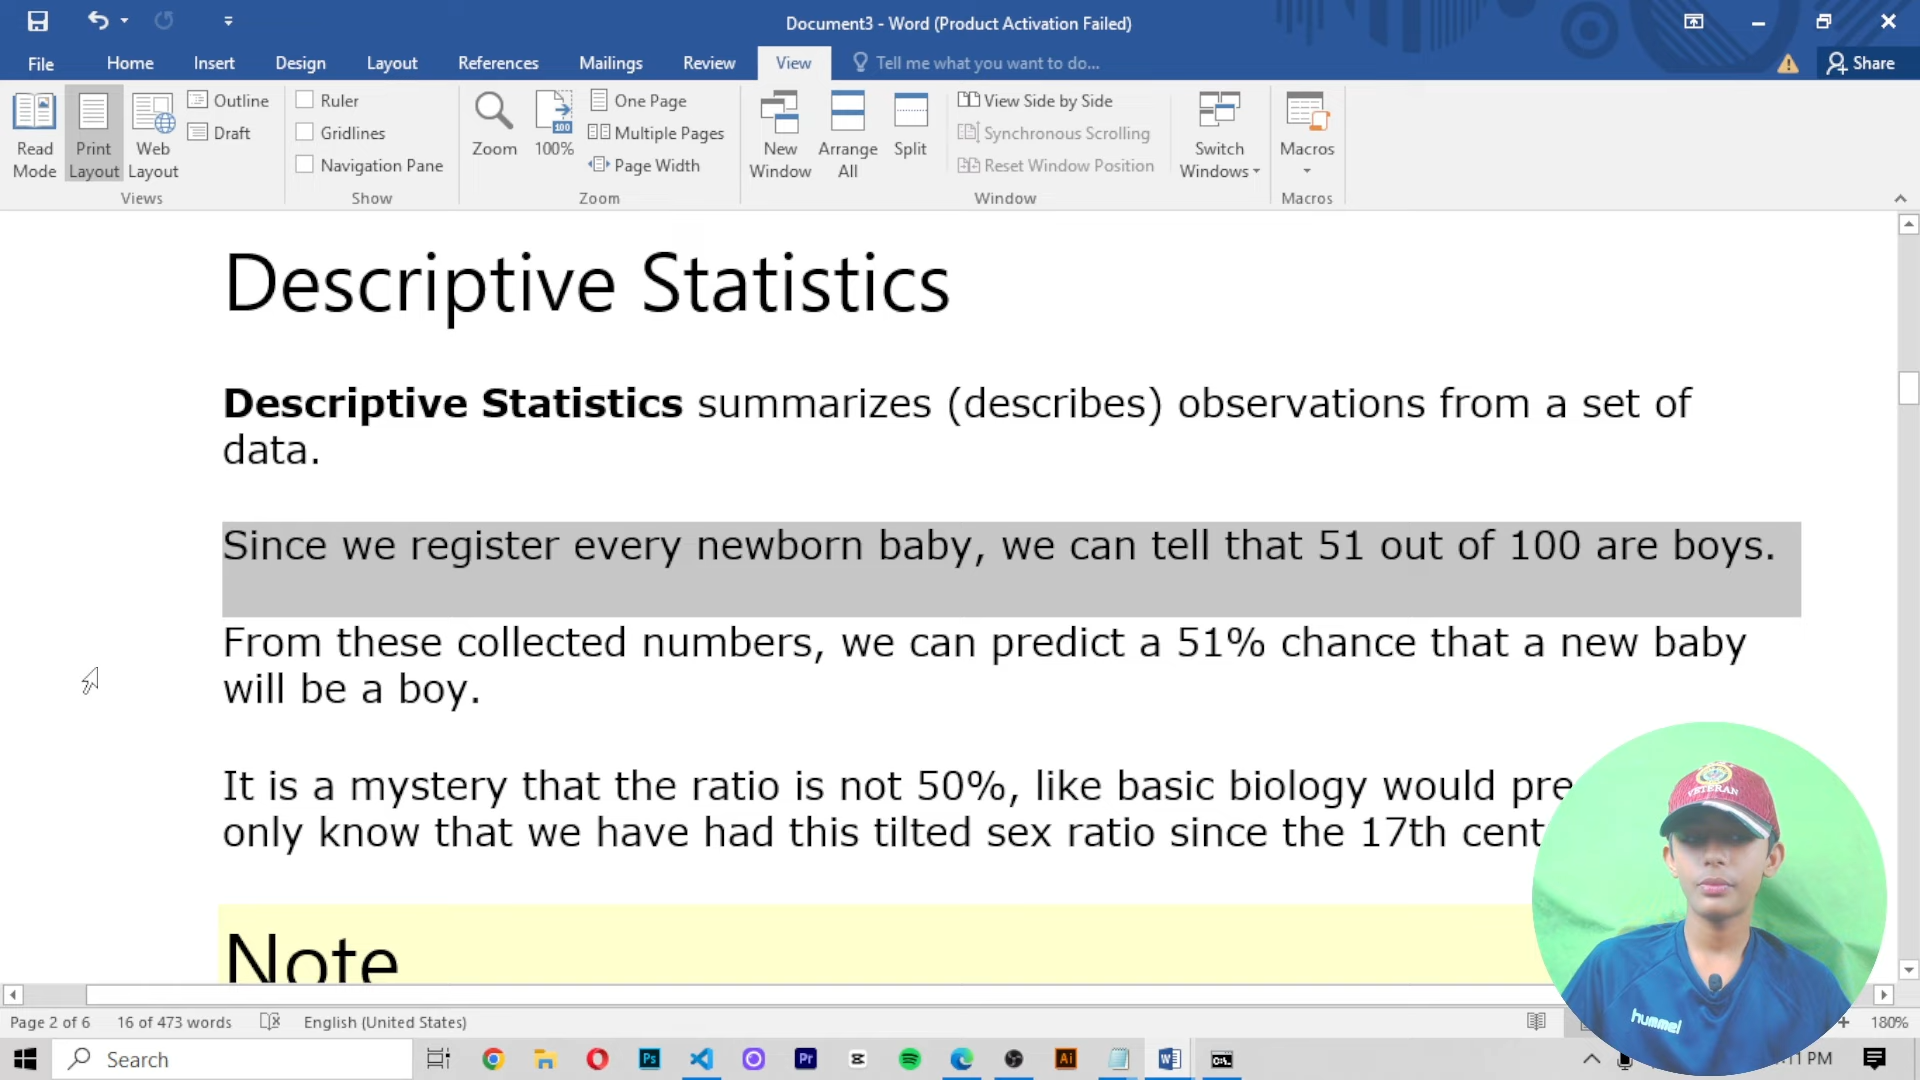 Document3 - Word (Product Activation Failed)
File Home Insert Design Layout References Mailings Review View Tell me what you want to do... Share
Read Mode
Print Layout
Web Layout
Outline
Draft
Views
Ruler
Gridlines
Navigation Pane
Show
Zoom
100
100%
One Page
Multiple Pages
Page Width
Zoom
New Window
Arrange All
Split
View Side by Side
Synchronous Scrolling
Reset Window Position
Window
Switch Windows
Macros
Macros
Descriptive Statistics
Descriptive Statistics summarizes (describes) observations from a set of
data.
Since we register every newborn baby, we can tell that 51 out of 100 are boys.
From these collected numbers, we can predict a 51% chance that a new baby
will be a boy.
It is a mystery that the ratio is not 50%, like basic biology would pre
only know that we have had this tilted sex ratio since the 17th cent
Note
VETERAN
hummel
Page 2 of 6 16 of 473 words English (United States) 180%
Search
Ps
Pr
Ai
PM